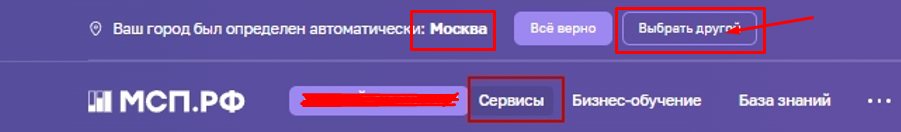 Ваш город был определен автоматически: Москва Всё верно Выбрать другой
МСП.РФ Сервисы Бизнес-обучение База знаний ...